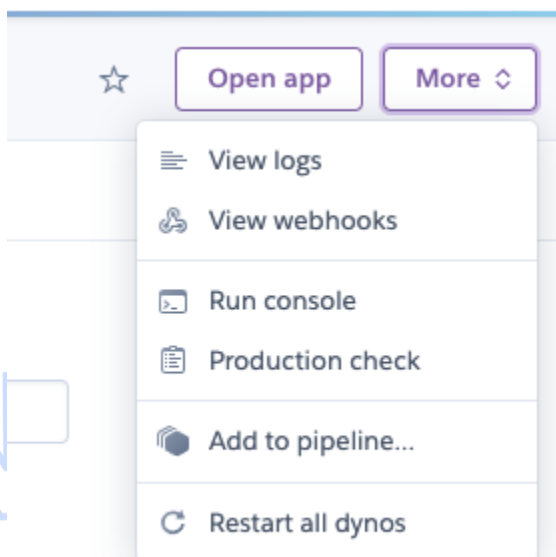 Open app
More
View logs
View webhooks
Run console
Production check
Add to pipeline...
Restart all dynos